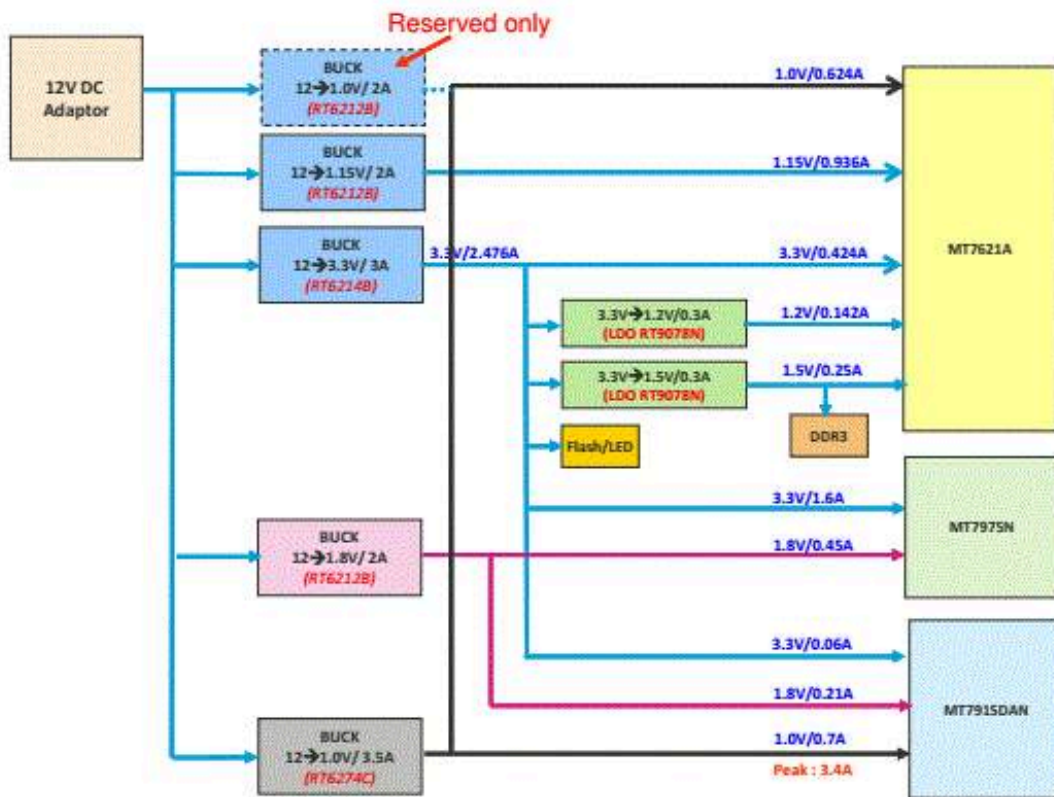 Reserved only
12V DC
Adaptor
BUCK
12➔1.0V/ 2A
(RT6212B)
1.0V/0.624A
BUCK
12➔1.15V/ 2A
(RT6212B)
1.15V/0.936A
MT7621A
BUCK
12➔3.3V/ 3A
(RT6214B)
3.3V/2.476A
3.3V/0.424A
3.3V➔1.2V/0.3A
(LDO RT9078N)
1.2V/0.142A
3.3V➔1.5V/0.3A
(LDO RT9078N)
1.5V/0.25A
DDR3
Flash/LED
3.3V/1.6A
MT7975N
BUCK
12➔1.8V/ 2A
(RT6212B)
1.8V/0.45A
3.3V/0.06A
1.8V/0.21A
MT7915DAN
BUCK
12➔1.0V/ 3.5A
(RT6274C)
1.0V/0.7A
Peak : 3.4A